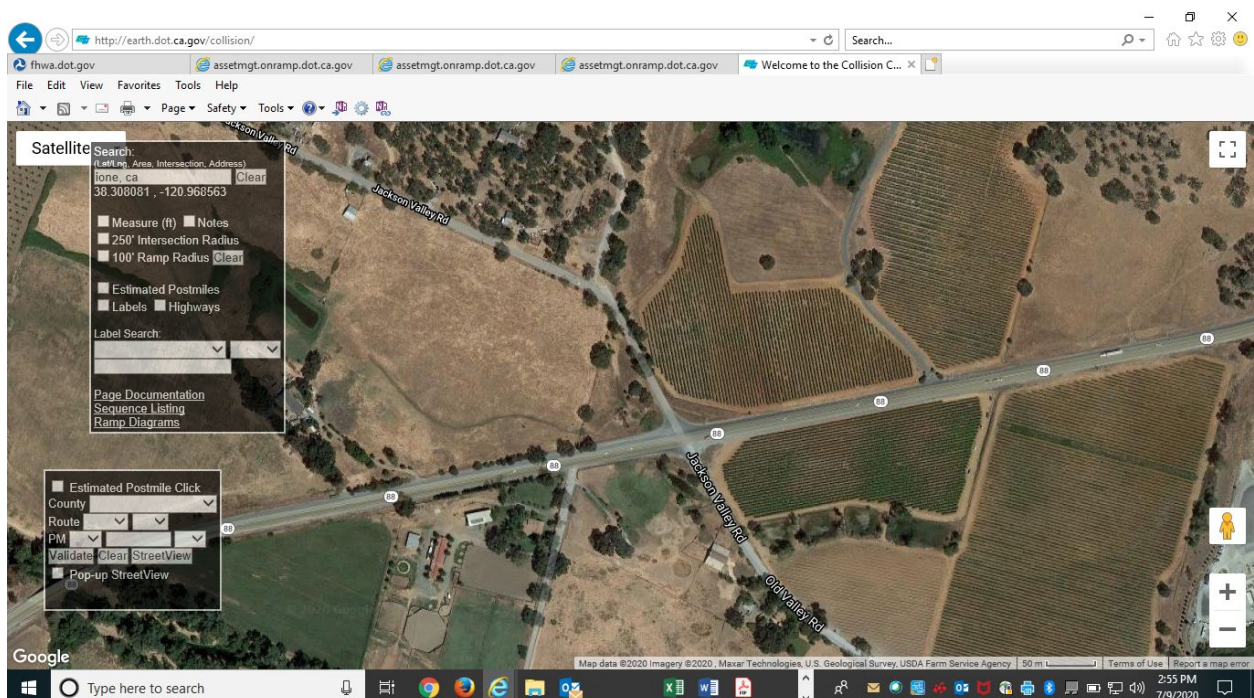 http://earth.dot.ca.gov/collision/
Search...
fhwa.dot.gov
assetmgt.onramp.dot.ca.gov
assetmgt.onramp.dot.ca.gov
assetmgt.onramp.dot.ca.gov
Welcome to the Collision C...
File Edit View Favorites Tools Help
Page Safety Tools
Satellite
Search:
(Lat/Lng, Area, Intersection, Address)
ione, ca Clear
38.308081 , -120.968563
Measure (ft) Notes
250' Intersection Radius
100' Ramp Radius Clear
Estimated Postmiles
Labels Highways
Label Search:
Page Documentation
Sequence Listing
Ramp Diagrams
Estimated Postmile Click
County
Route
PM
Validate Clear StreetView
Pop-up StreetView
Jackson Valley Rd
Jackson Valley Rd
88
88
88
88
88
88
88
Jackson Valley Rd
Old Valley Rd
Google
Map data ©2020 Imagery ©2020 , Maxar Technologies, U.S. Geological Survey, USDA Farm Service Agency 50 m Terms of Use Report a map error
Type here to search
2:55 PM
7/9/2020